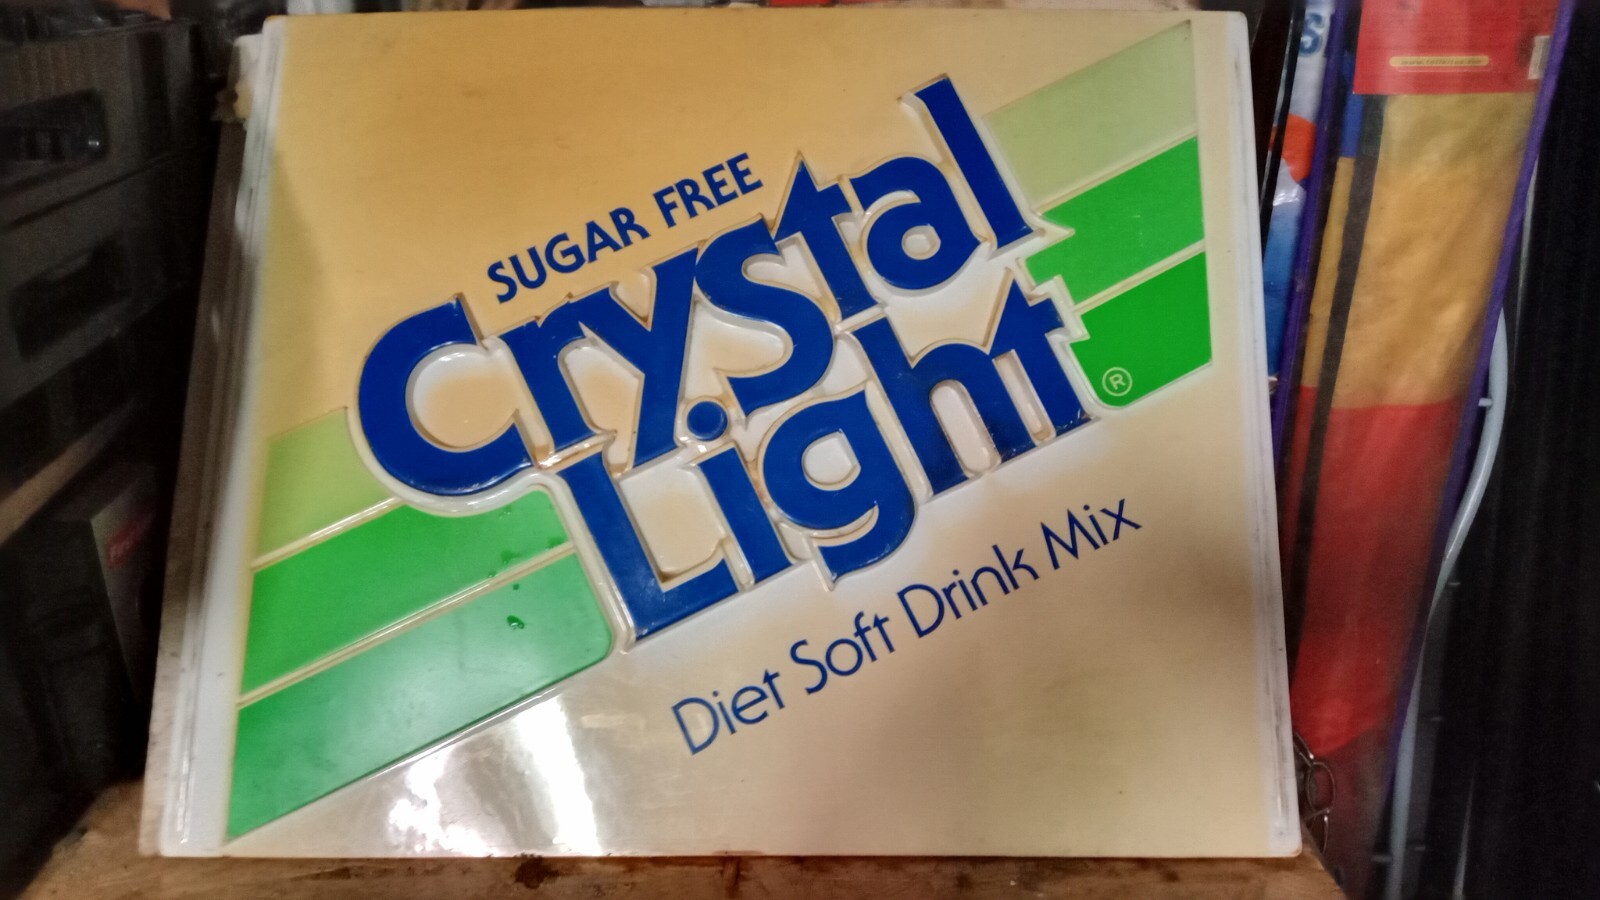 SUGAR FREE
Crystal
Light
®
Diet Soft Drink Mix